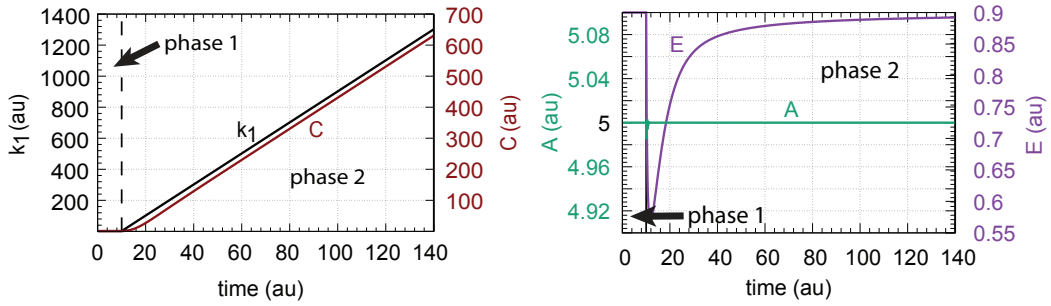 1400
1200
1000
800
600
400
200
k1 (au)
0 20 40 60 80 100 120 140
time (au)
700
600
500
400
300
200
100
C (au)
phase 1
k1
C
phase 2
5.08
5.04
5
4.96
4.92
A (au)
0 20 40 60 80 100 120 140
time (au)
0.9
0.85
0.8
0.75
0.7
0.65
0.6
0.55
E (au)
E
phase 2
A
phase 1